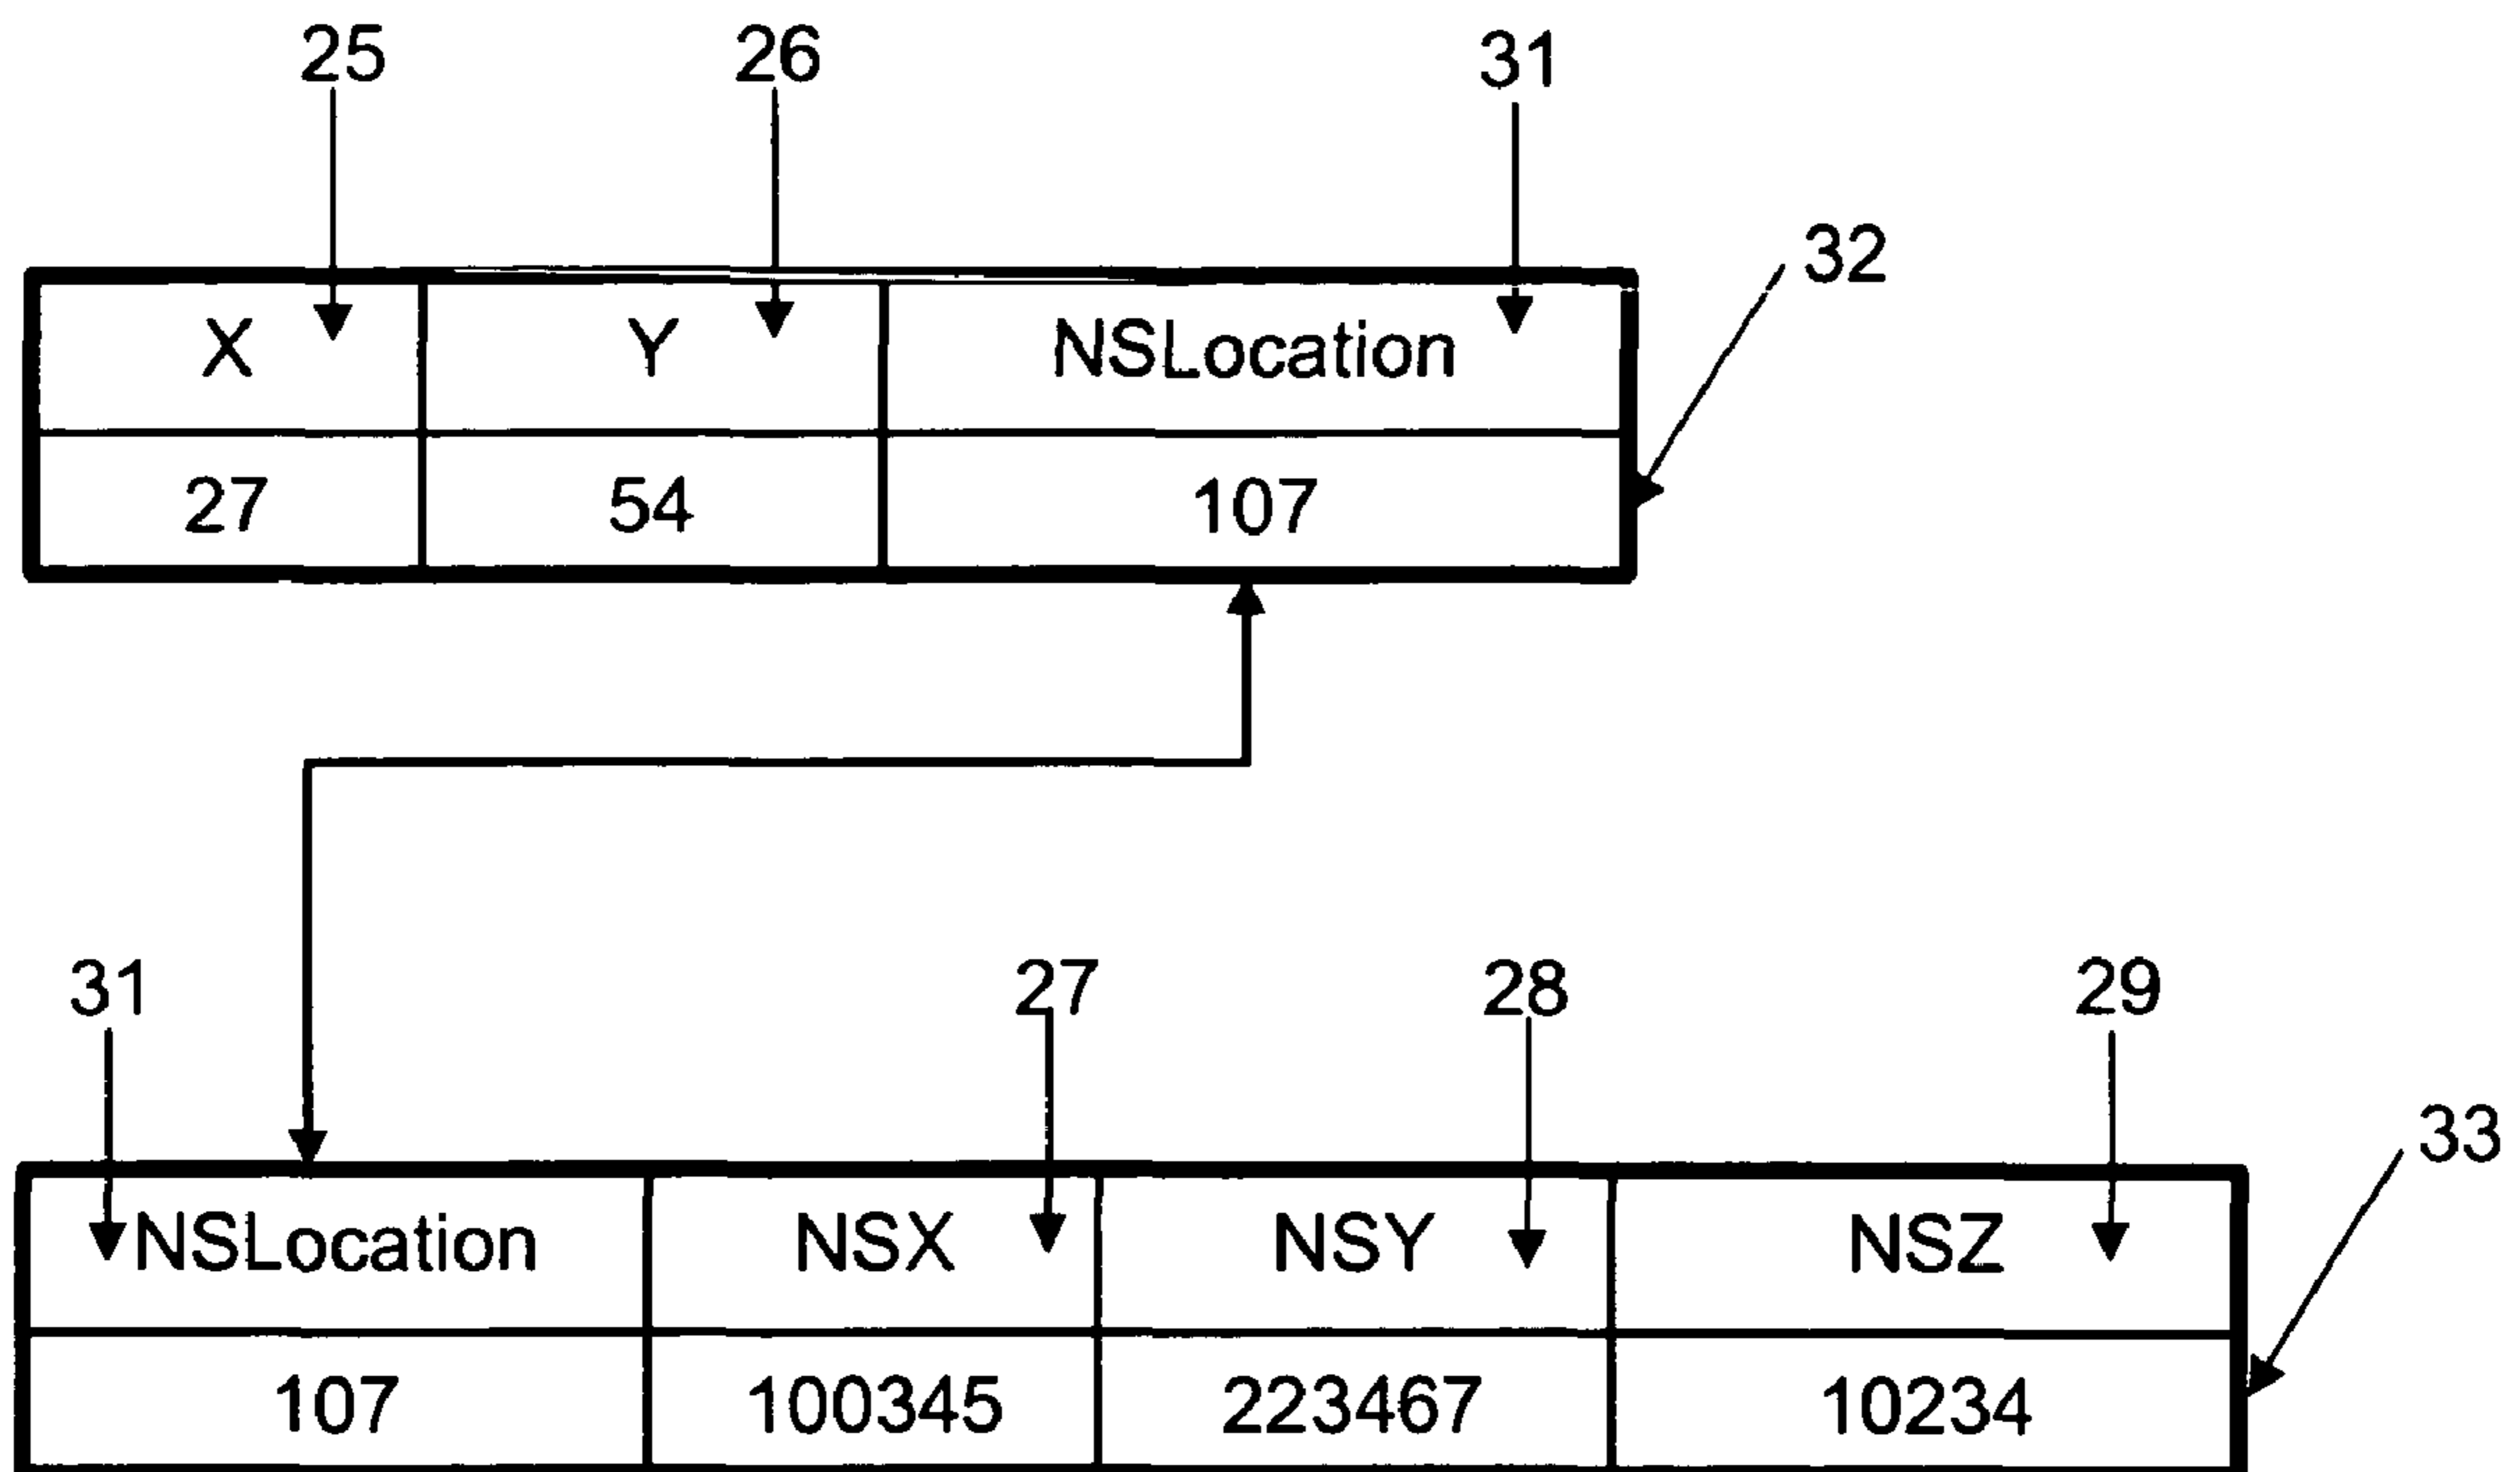 25 26 31
32
X Y NSLocation
27 54 107
31 27 28 29
33
NSLocation NSX NSY NSZ
107 100345 223467 10234